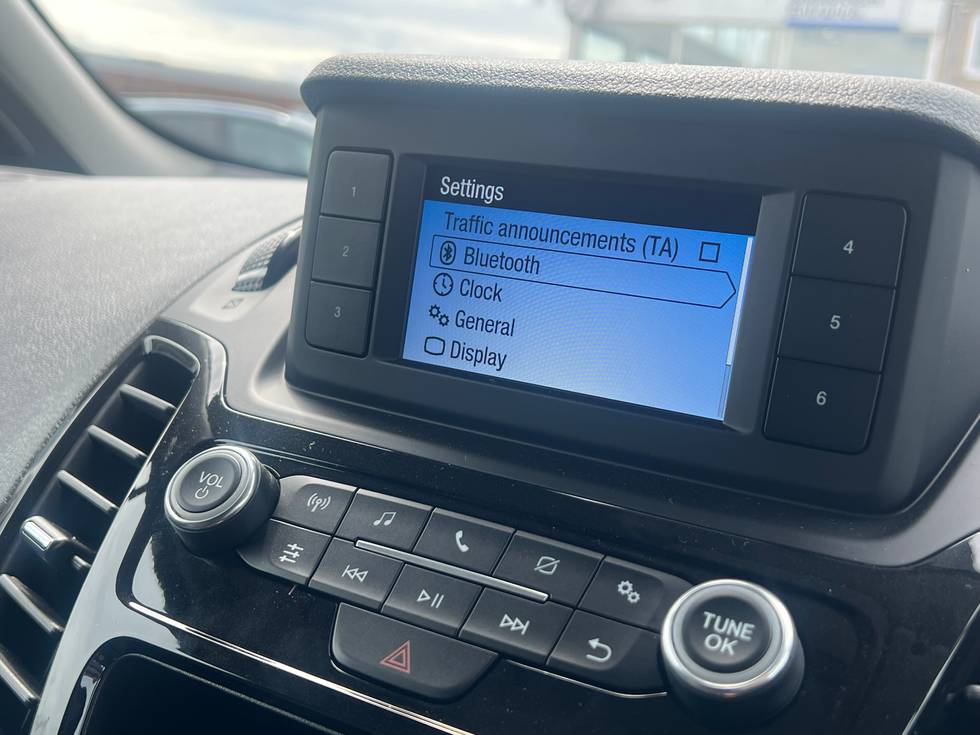 Settings
Traffic announcements (TA)
Bluetooth
Clock
General
Display
1
2
3
4
5
6
VOL
TUNE
OK